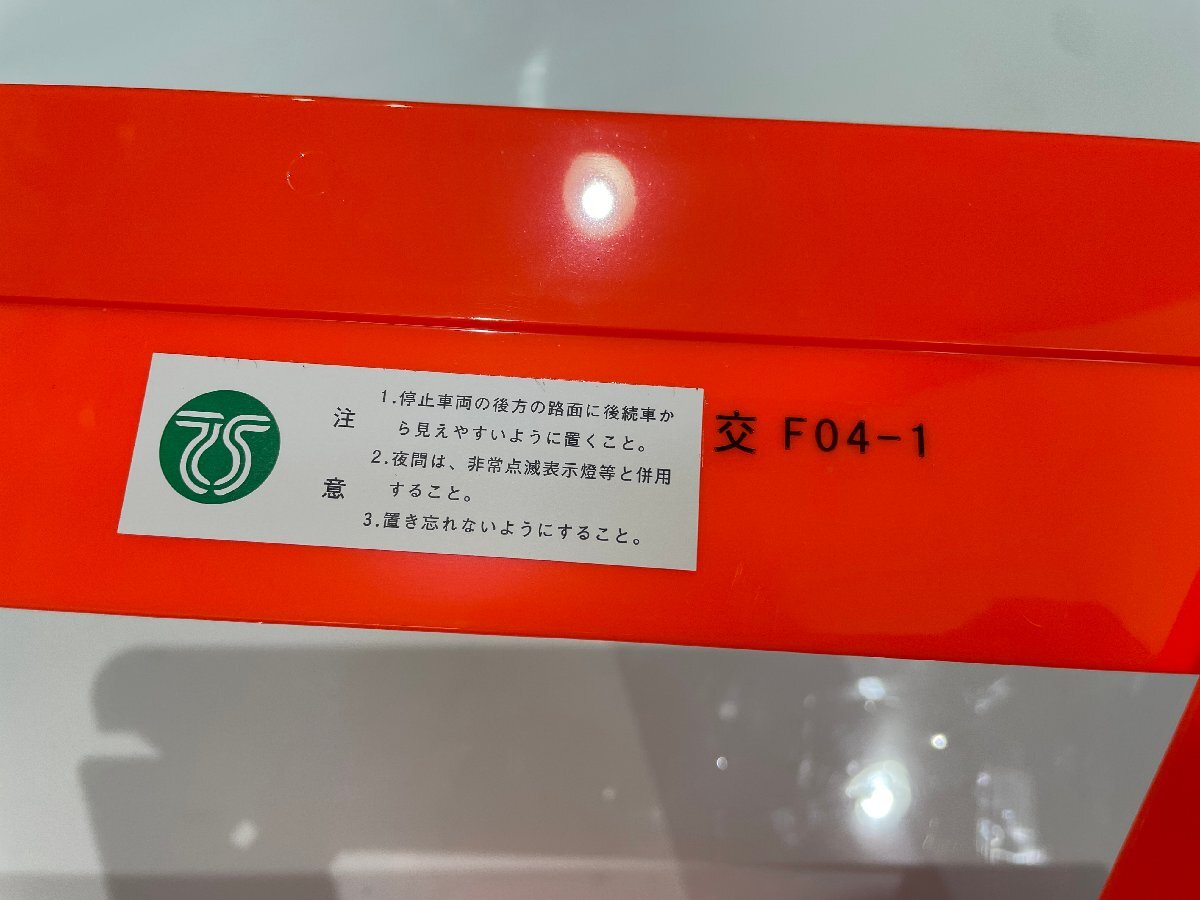 注意
1.停止車両の後方の路面に後続車か
ら見えやすいように置くこと。
2.夜間は、非常点滅表示燈等と併用
すること。
3.置き忘れないようにすること。
交 F04-1